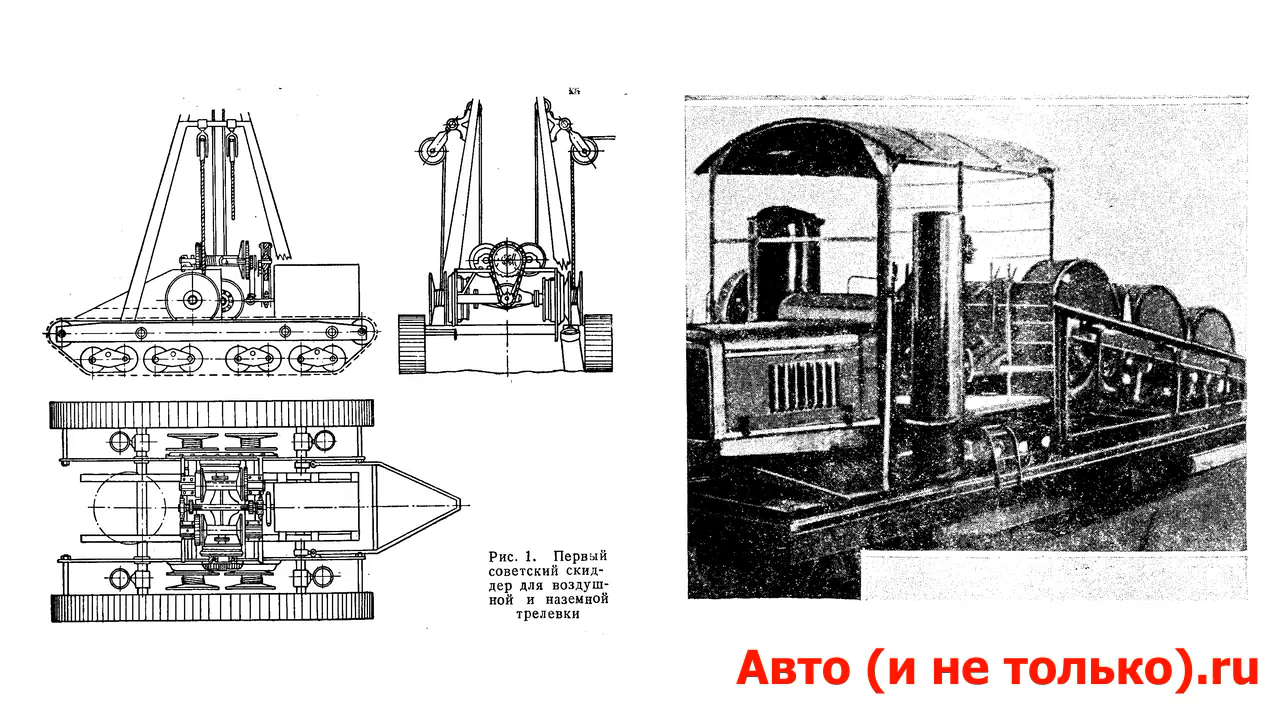 Рис. 1. Первый
советский скид-
дер для воздуш-
ной и наземной
трелевки
Авто (и не только).ru